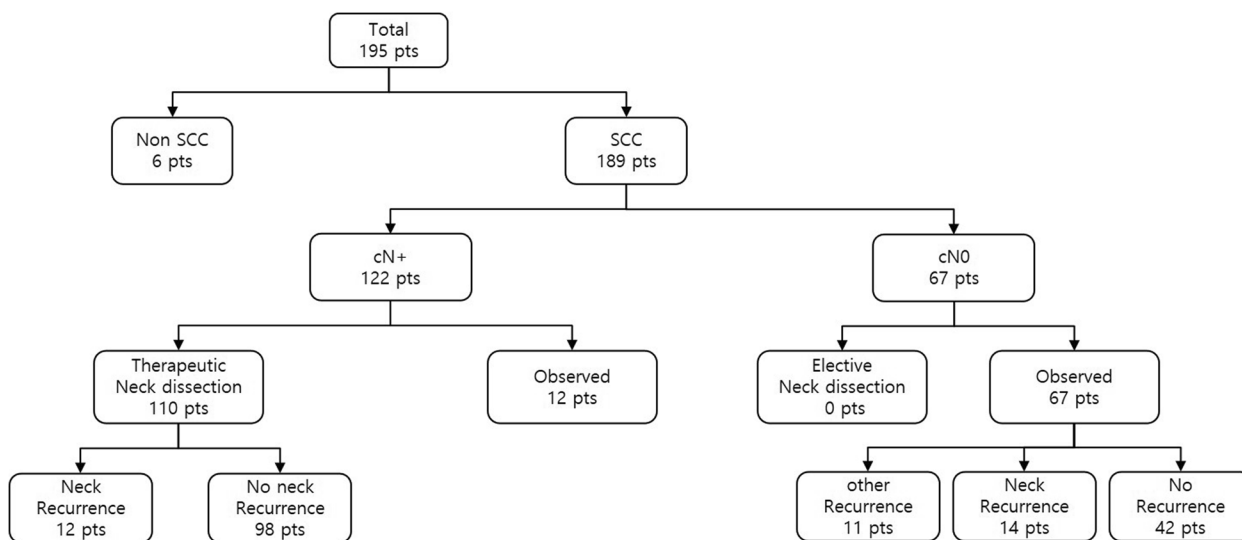 Total
195 pts
Non SCC
6 pts
SCC
189 pts
cN+
122 pts
cN0
67 pts
Therapeutic
Neck dissection
110 pts
Observed
12 pts
Elective
Neck dissection
0 pts
Observed
67 pts
Neck
Recurrence
12 pts
No neck
Recurrence
98 pts
other
Recurrence
11 pts
Neck
Recurrence
14 pts
No
Recurrence
42 pts